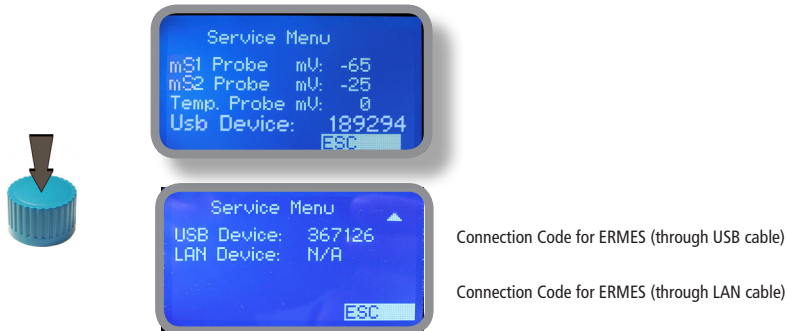 Service Menu
mS1 Probe mV: -65
mS2 Probe mV: -25
Temp. Probe mV: 0
Usb Device: 189294
ESC
Service Menu
USB Device: 367126
LAN Device: N/A
ESC
Connection Code for ERMES (through USB cable)
Connection Code for ERMES (through LAN cable)